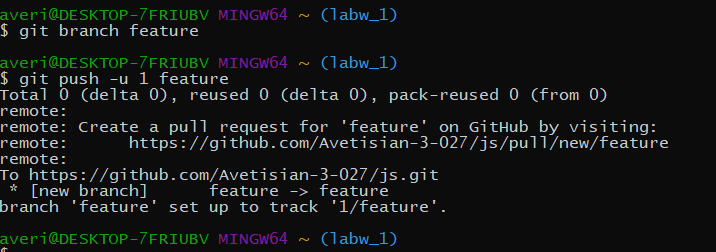 averi@DESKTOP-7FRIUBV MINGW64 ~ (labw_1)
$ git branch feature
averi@DESKTOP-7FRIUBV MINGW64 ~ (labw_1)
$ git push -u 1 feature
Total 0 (delta 0), reused 0 (delta 0), pack-reused 0 (from 0)
remote:
remote: Create a pull request for 'feature' on GitHub by visiting:
remote:      https://github.com/Avetisian-3-027/js/pull/new/feature
remote:
To https://github.com/Avetisian-3-027/js.git
 * [new branch]      feature -> feature
branch 'feature' set up to track '1/feature'.
averi@DESKTOP-7FRIUBV MINGW64 ~ (labw_1)
$